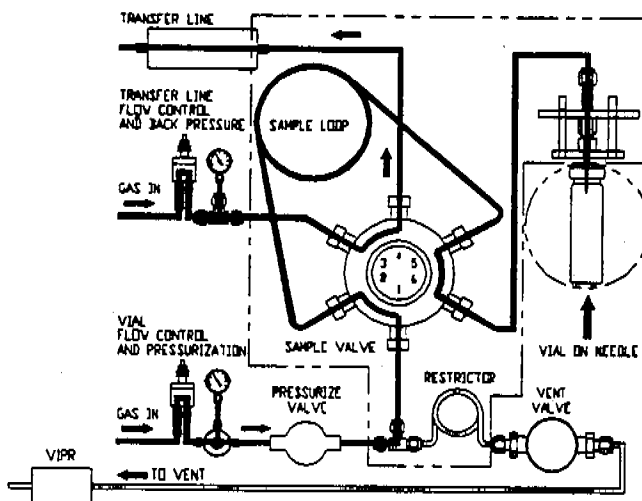 TRANSFER LINE
TRANSFER LINE
FLOW CONTROL
AND BACK PRESSURE
SAMPLE LOOP
GAS IN
3 4 5
2 1 6
VIAL
FLOW CONTROL
AND PRESSURIZATION
SAMPLE VALVE
VIAL ON NEEDLE
PRESSURIZE
VALVE
RESTRICTOR
VENT
VALVE
GAS IN
VIPR
TO VENT